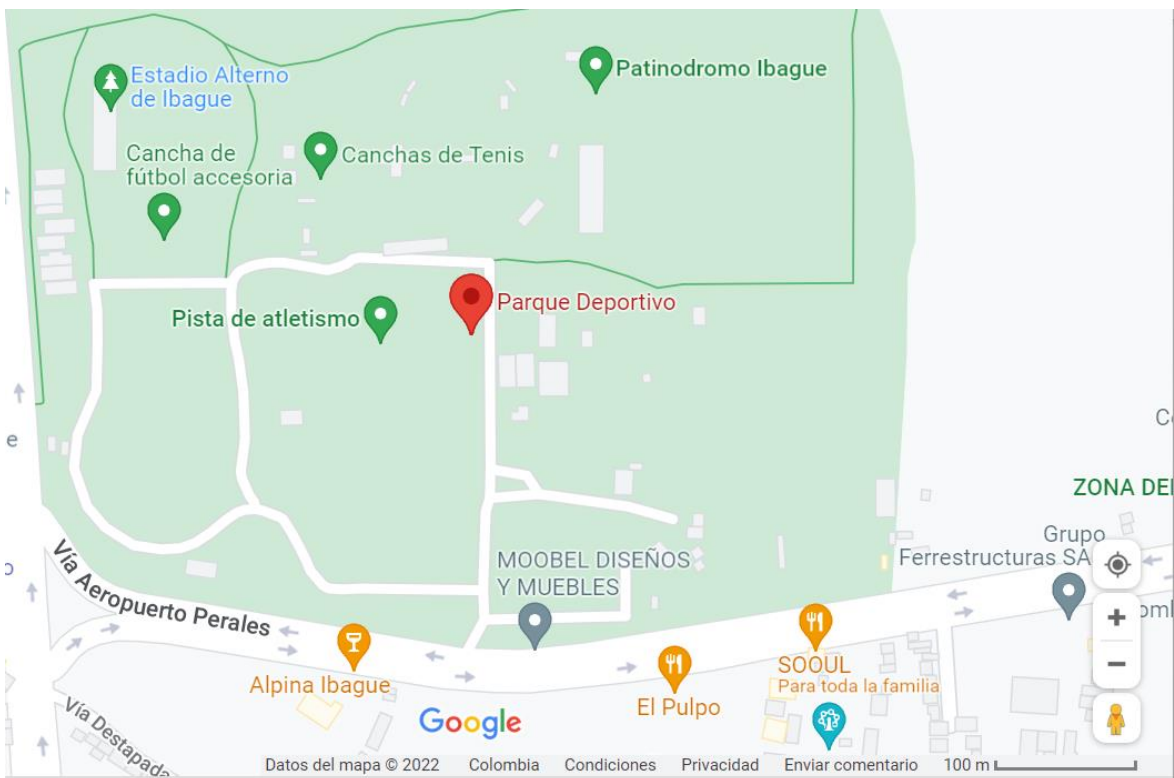 Estadio Alterno
de Ibague
Patinodromo Ibague
Cancha de
fútbol accesoria
Canchas de Tenis
Parque Deportivo
Pista de atletismo
ZONA DE
Grupo
Ferrestructuras SA
MOOBEL DISEÑOS
Y MUEBLES
Vía Aeropuerto Perales
SOOUL
Para toda la familia
Alpina Ibague
El Pulpo
Vía Destapada
Google
Datos del mapa © 2022 Colombia Condiciones Privacidad Enviar comentario 100 m